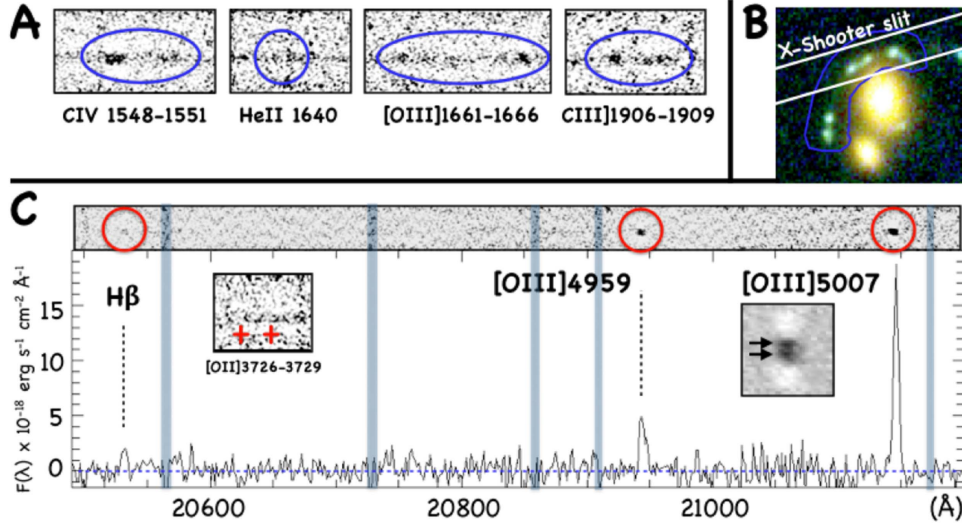 A
CIV 1548-1551
HeII 1640
[OIII]1661-1666
CIII]1906-1909
B
X-Shooter slit
C
Hβ
[OII]3726-3729
[OIII]4959
[OIII]5007
F(λ) x 10⁻¹⁸ erg s⁻¹ cm⁻² Å⁻¹
15
10
5
0
20600
20800
21000
(Å)